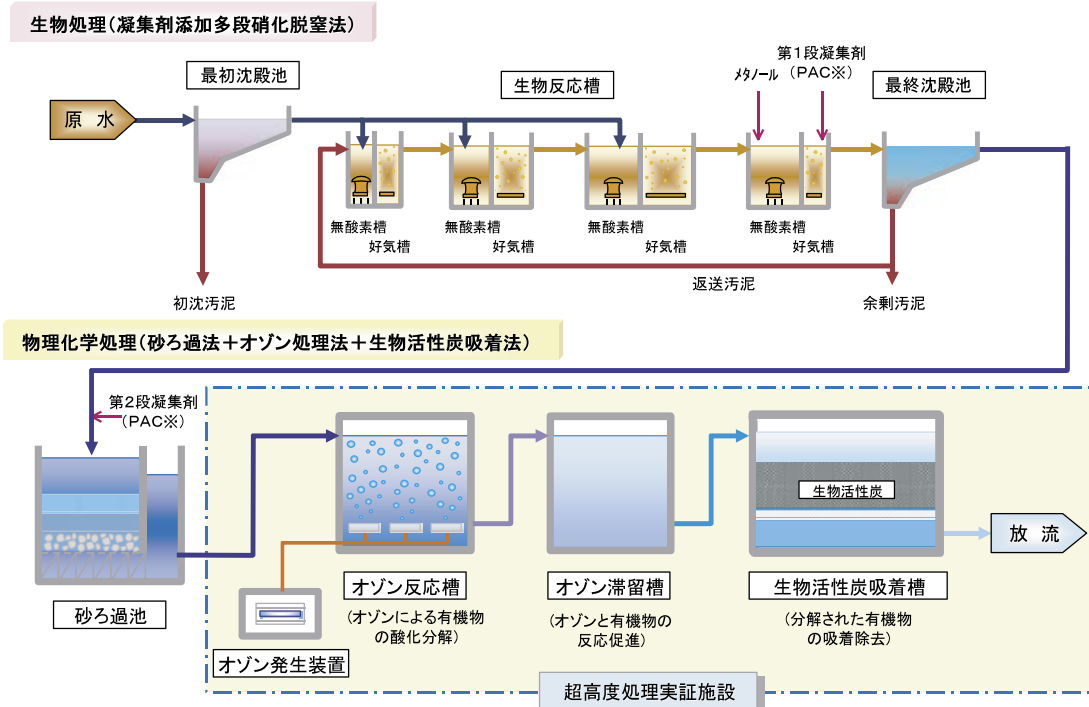 生物処理(凝集剤添加多段硝化脱窒法)
最初沈殿池
生物反応槽
メタノール
第1段凝集剤
(PAC※)
最終沈殿池
原 水
無酸素槽
好気槽
無酸素槽
好気槽
無酸素槽
好気槽
無酸素槽
好気槽
返送汚泥
初沈汚泥
余剰汚泥
物理化学処理(砂ろ過法＋オゾン処理法＋生物活性炭吸着法)
第2段凝集剤
(PAC※)
生物活性炭
放 流
砂ろ過池
オゾン発生装置
オゾン反応槽
(オゾンによる有機物
の酸化分解)
オゾン滞留槽
(オゾンと有機物の
反応促進)
生物活性炭吸着槽
(分解された有機物
の吸着除去)
超高度処理実証施設